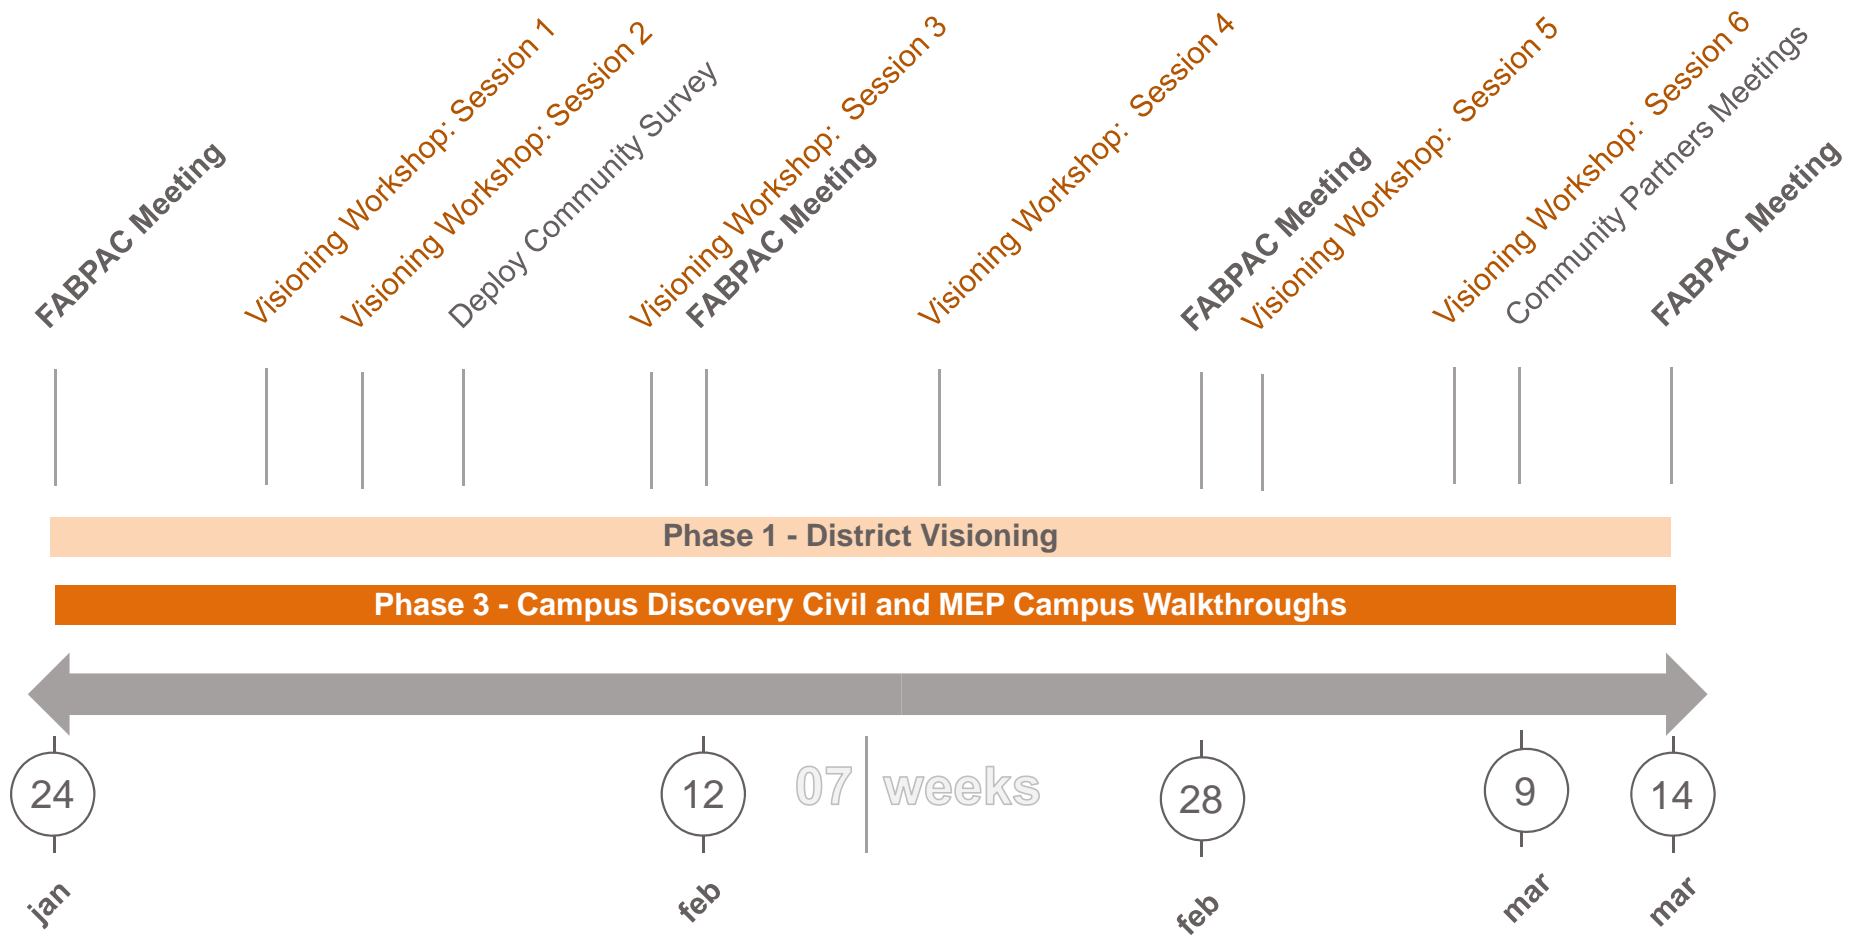 FABPAC Meeting
Visioning Workshop: Session 1
Visioning Workshop: Session 2
Deploy Community Survey
Visioning Workshop: Session 3
FABPAC Meeting
Visioning Workshop: Session 4
FABPAC Meeting
Visioning Workshop: Session 5
Visioning Workshop: Session 6
Community Partners Meetings
FABPAC Meeting
Phase 1 - District Visioning
Phase 3 - Campus Discovery Civil and MEP Campus Walkthroughs
24
12
07 weeks
28
9
14
jan
feb
feb
mar
mar